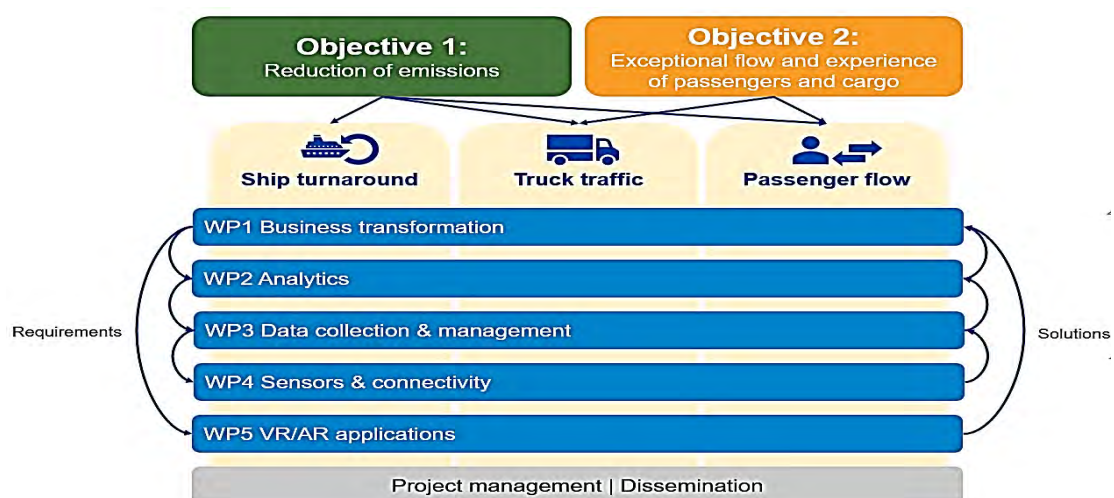 Objective 1:
Reduction of emissions
Objective 2:
Exceptional flow and experience
of passengers and cargo
Ship turnaround
Truck traffic
Passenger flow
WP1 Business transformation
WP2 Analytics
Requirements
WP3 Data collection & management
Solutions
WP4 Sensors & connectivity
WP5 VR/AR applications
Project management | Dissemination